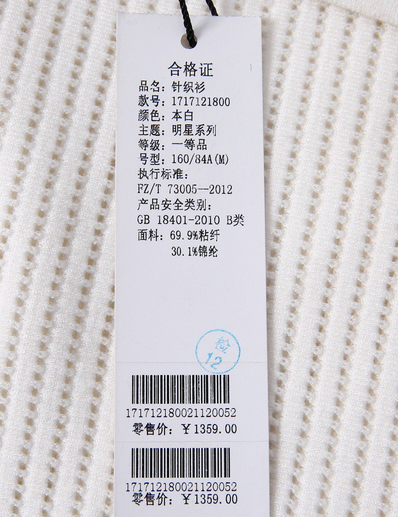 合格证
品名：针织衫
款号：1717121800
颜色：本白
主题：明星系列
等级：一等品
号型：160/84A(M)
执行标准：
FZ/T 73005--2012
产品安全类别：
GB 18401-2010 B类
面料：69.9%粘纤
30.1%锦纶
检
12
171712180021120052
零售价：￥1359.00
171712180021120052
零售价：￥1359.00